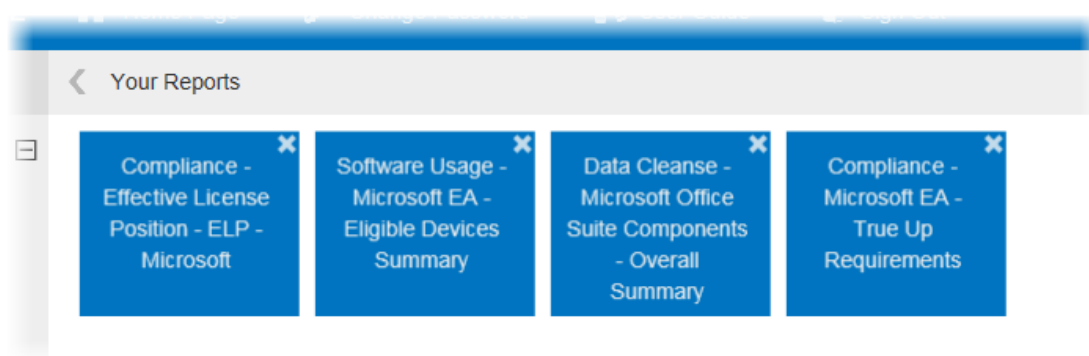 Your Reports
Compliance -
Effective License
Position - ELP -
Microsoft
Software Usage -
Microsoft EA -
Eligible Devices
Summary
Data Cleanse -
Microsoft Office
Suite Components
- Overall
Summary
Compliance -
Microsoft EA -
True Up
Requirements